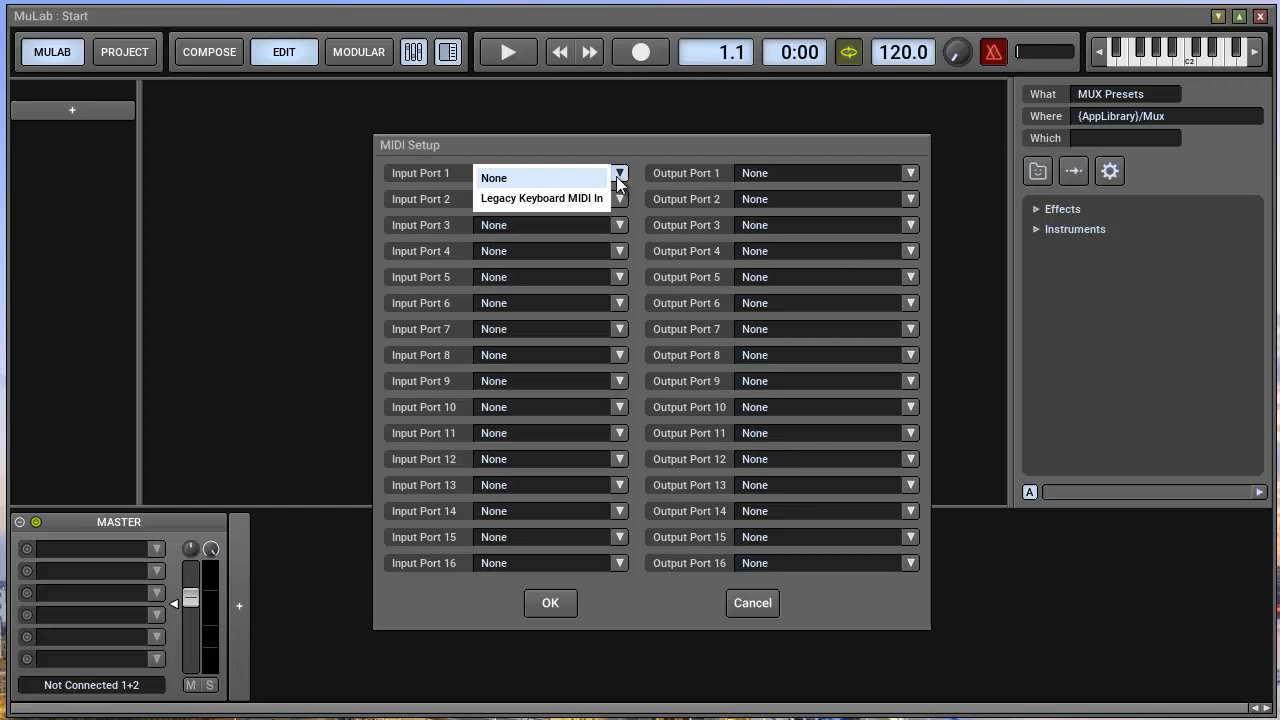 MuLab : Start
MULAB PROJECT COMPOSE EDIT MODULAR 1.1 0:00 120.0 C2
+
What MUX Presets
Where {AppLibrary}/Mux
Which
Effects
Instruments
A
MIDI Setup
Input Port 1 None Output Port 1 None
Legacy Keyboard MIDI In
Input Port 2 Output Port 2 None
Input Port 3 None Output Port 3 None
Input Port 4 None Output Port 4 None
Input Port 5 None Output Port 5 None
Input Port 6 None Output Port 6 None
Input Port 7 None Output Port 7 None
Input Port 8 None Output Port 8 None
Input Port 9 None Output Port 9 None
Input Port 10 None Output Port 10 None
Input Port 11 None Output Port 11 None
Input Port 12 None Output Port 12 None
Input Port 13 None Output Port 13 None
Input Port 14 None Output Port 14 None
Input Port 15 None Output Port 15 None
Input Port 16 None Output Port 16 None
OK Cancel
MASTER
+
Not Connected 1+2 M S